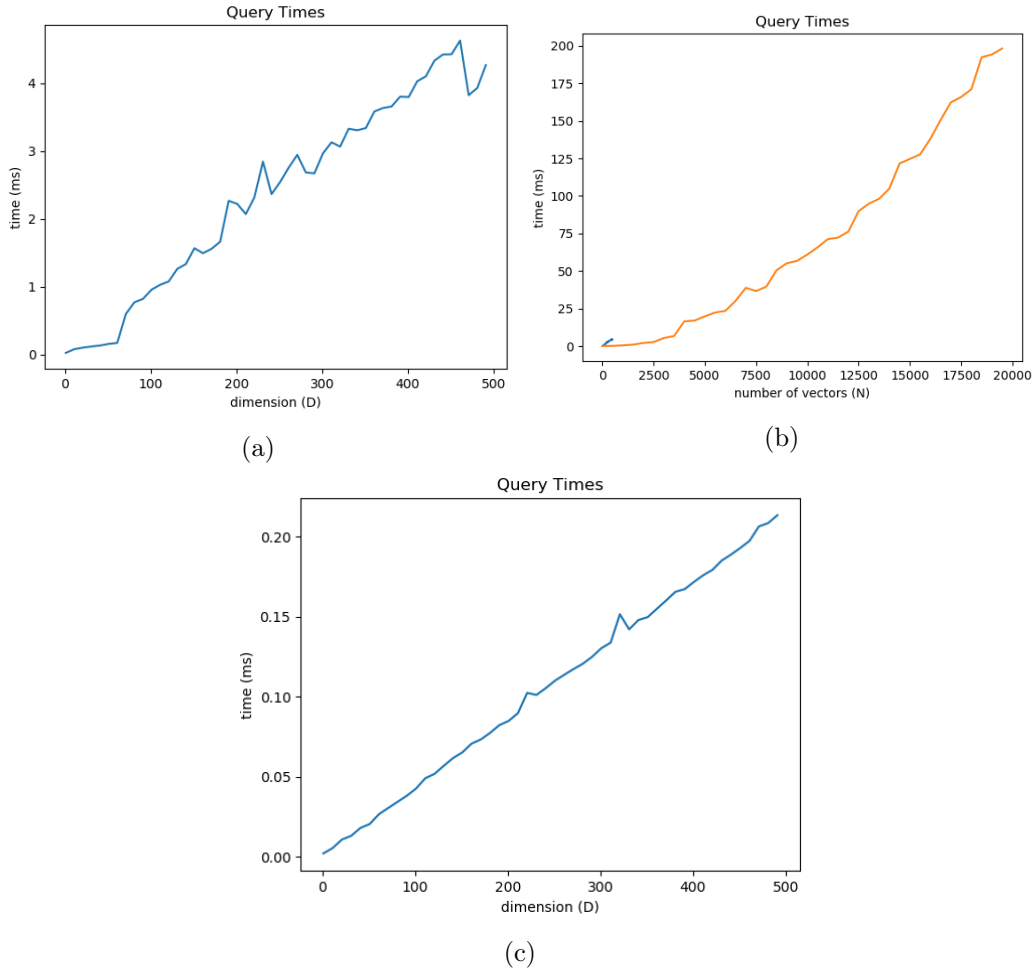 Query Times
4
3
2
1
0
time (ms)
0 100 200 300 400 500
dimension (D)
(a)
Query Times
200
175
150
125
100
75
50
25
0
time (ms)
0 2500 5000 7500 10000 12500 15000 17500 20000
number of vectors (N)
(b)
Query Times
0.20
0.15
0.10
0.05
0.00
time (ms)
0 100 200 300 400 500
dimension (D)
(c)